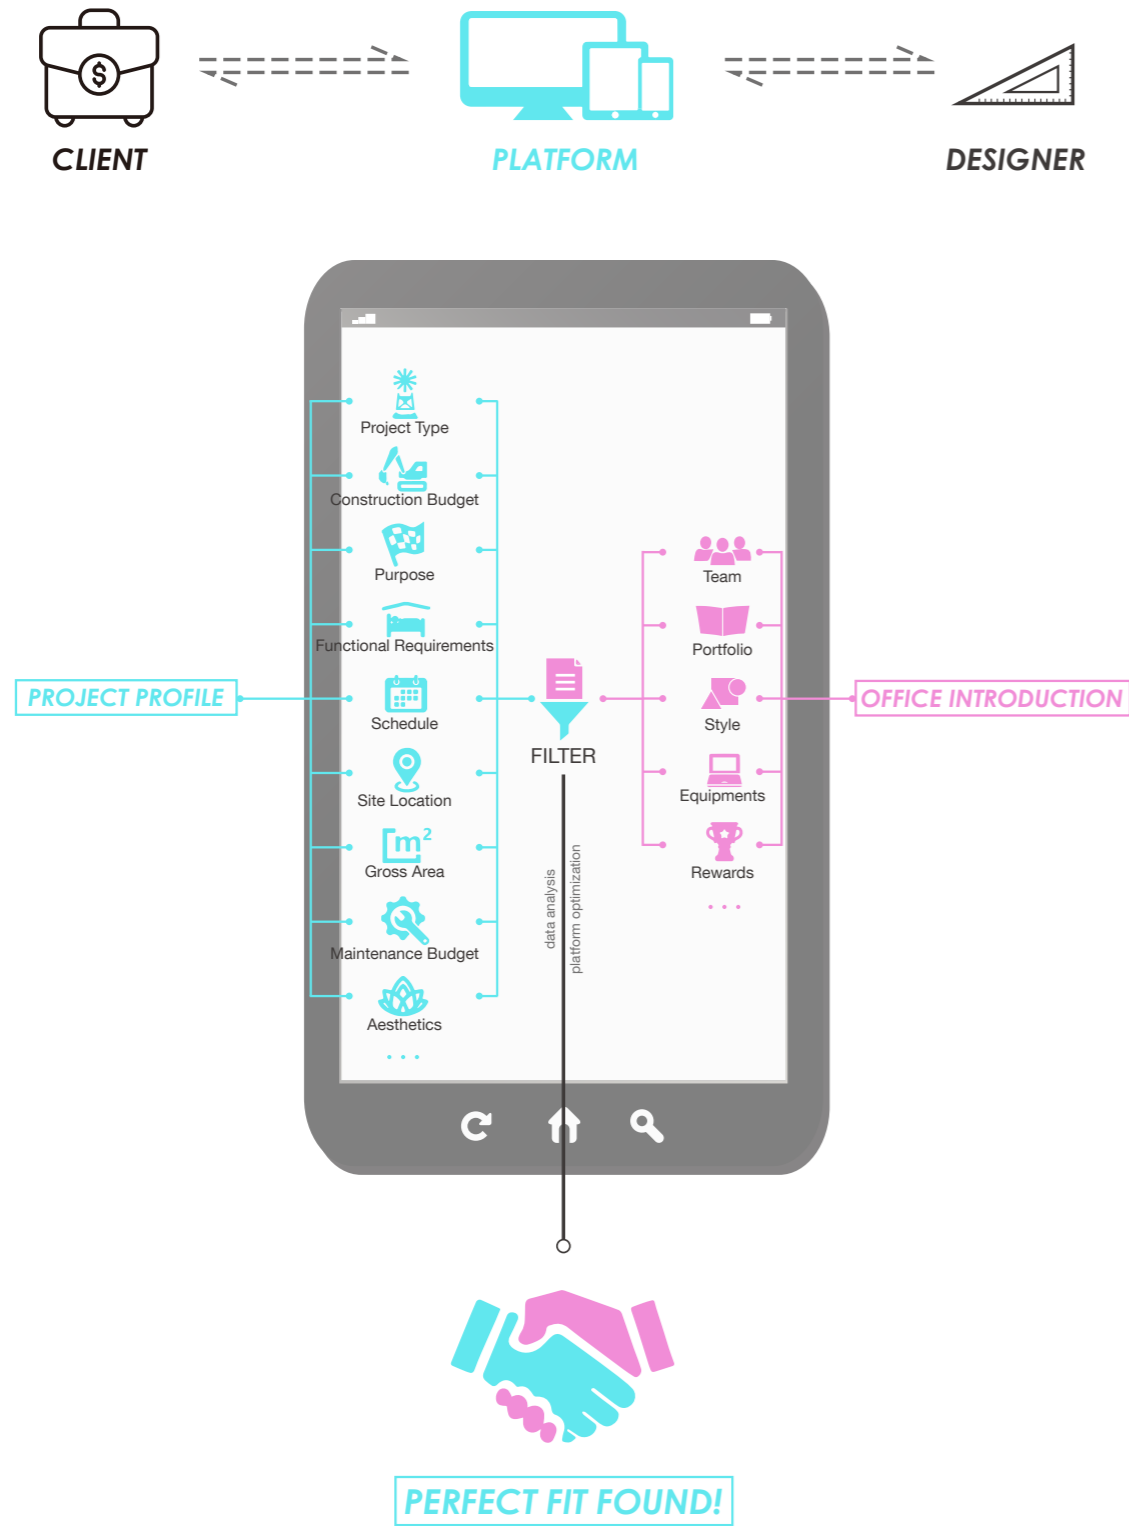 CLIENT
PLATFORM
DESIGNER
Project Type
Construction Budget
Purpose
Functional Requirements
Schedule
Site Location
m²
Gross Area
Maintenance Budget
Aesthetics
...
PROJECT PROFILE
FILTER
data analysis
platform optimization
Team
Portfolio
Style
Equipments
Rewards
...
OFFICE INTRODUCTION
$
PERFECT FIT FOUND!